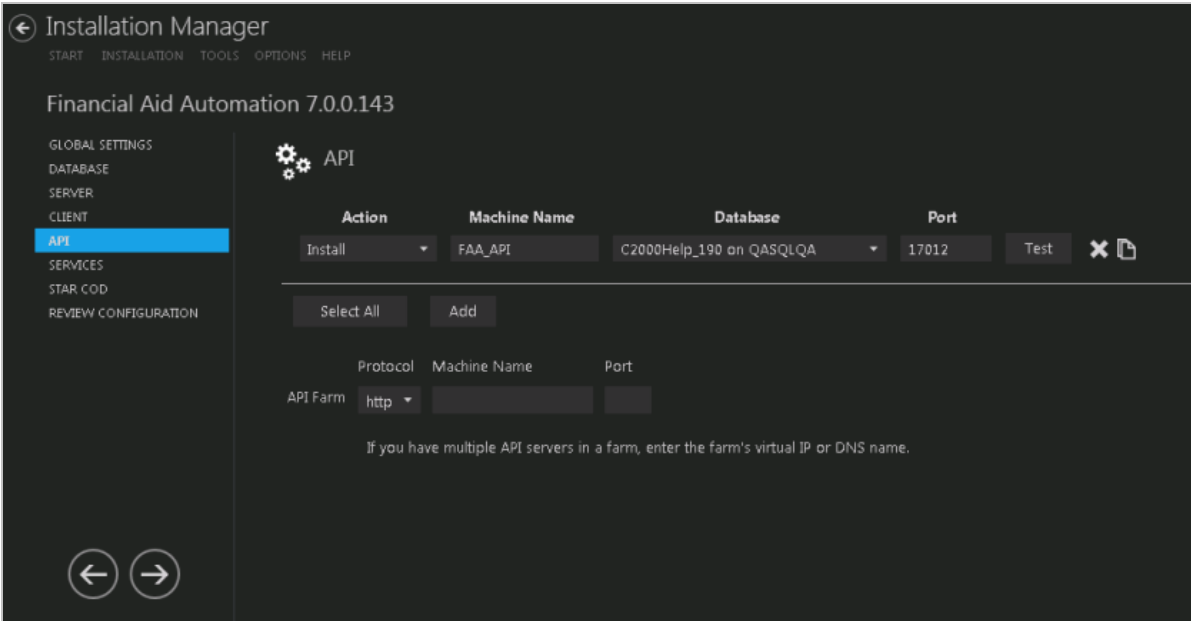 Installation Manager
START INSTALLATION TOOLS OPTIONS HELP
Financial Aid Automation 7.0.0.143
GLOBAL SETTINGS
DATABASE
SERVER
CLIENT
API
SERVICES
STAR COD
REVIEW CONFIGURATION
API
Action Machine Name Database Port
Install FAA_API C2000Help_190 on QASQLQA 17012 Test
Select All Add
Protocol Machine Name Port
API Farm http
If you have multiple API servers in a farm, enter the farm's virtual IP or DNS name.